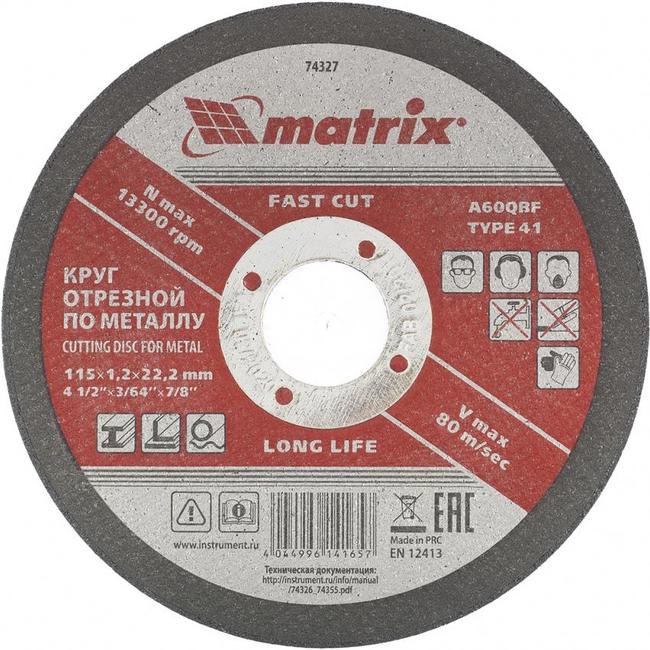 74327
matrix
FAST CUT
N max
13300 rpm
A60QBF
TYPE 41
КРУГ
ОТРЕЗНОЙ
ПО МЕТАЛЛУ
CUTTING DISC FOR METAL
115×1,2×22,2 mm
4 1/2"×3/64"×7/8"
V max
80 m/sec
LONG LIFE
www.instrument.ru
4 044996 141657
Made in PRC
EN 12413
EAC
Техническая документация:
http://instrument.ru/info/manual
/74326_74355.pdf